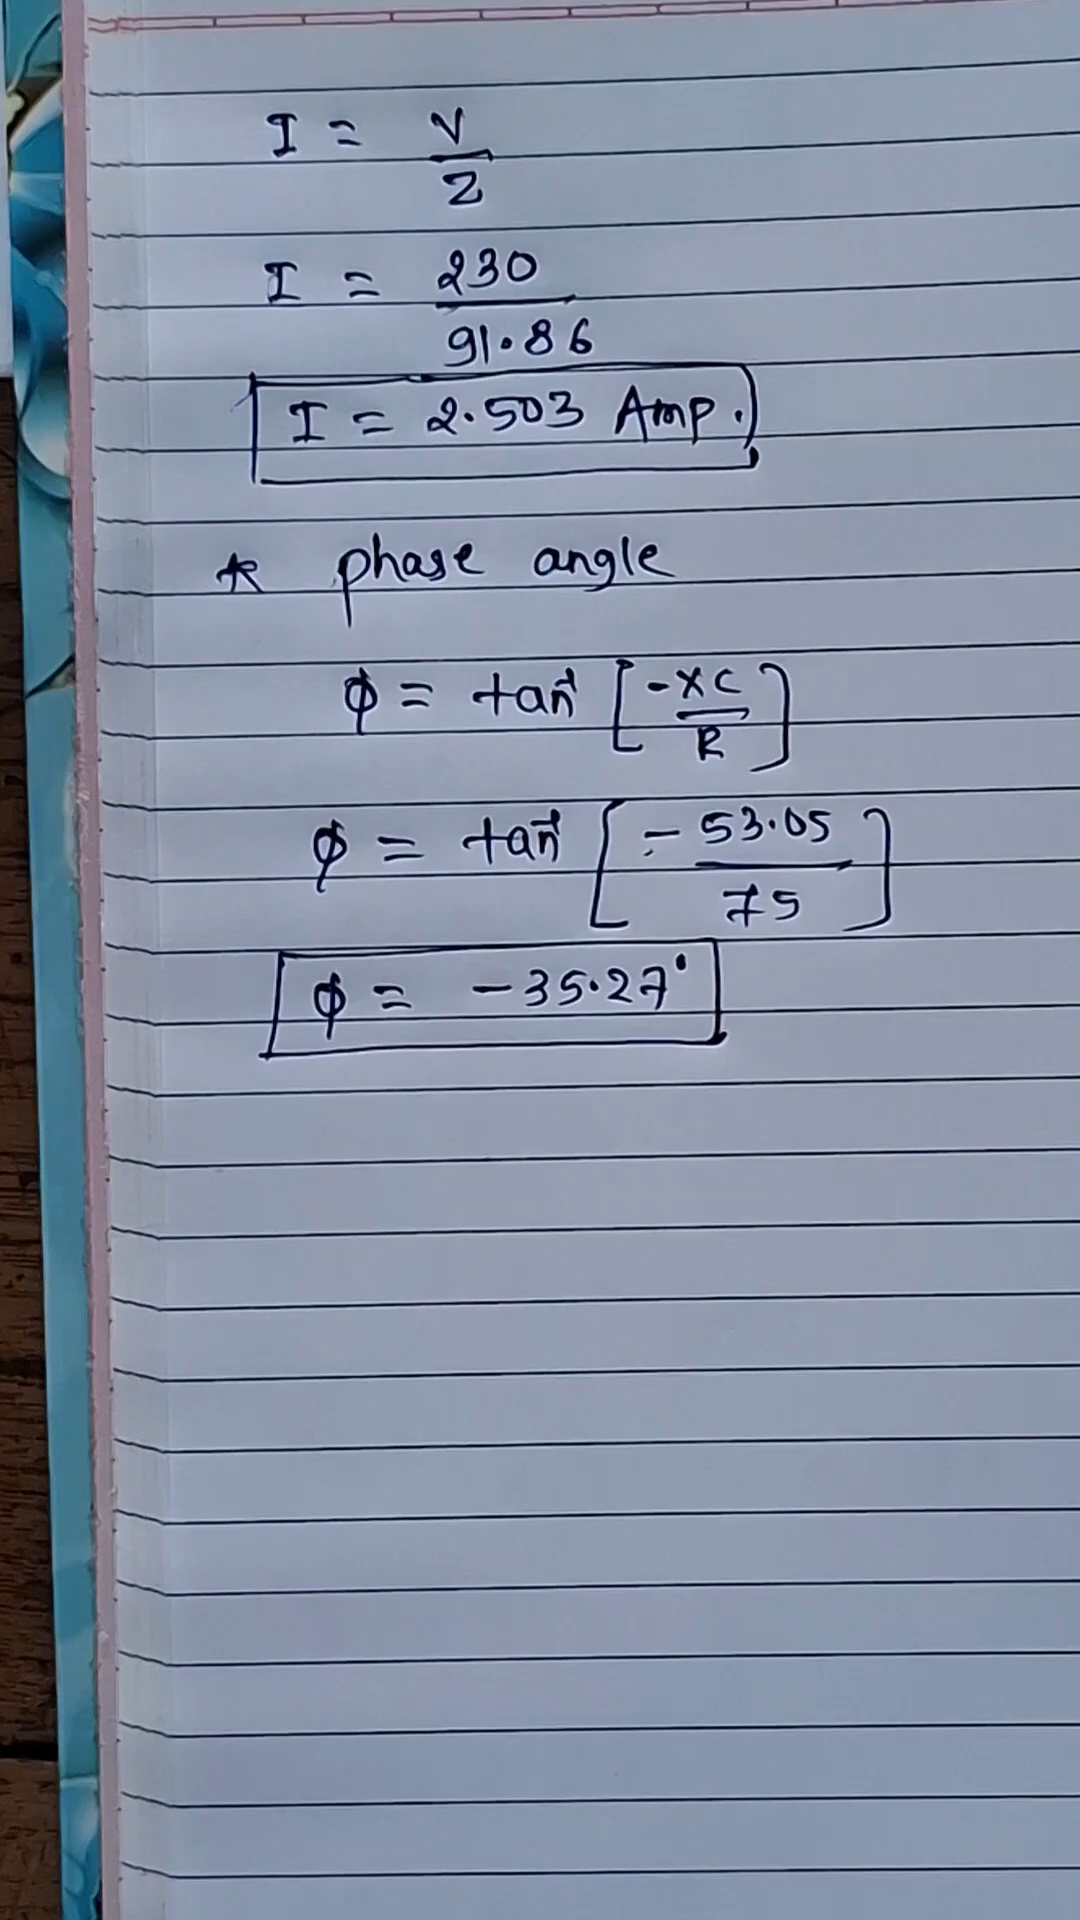 I = V/Z
I = 230/91.86
I = 2.503 Amp.
* phase angle
ϕ = tan⁻¹ [-XC/R]
ϕ = tan⁻¹ [-53.05/75]
ϕ = -35.27°